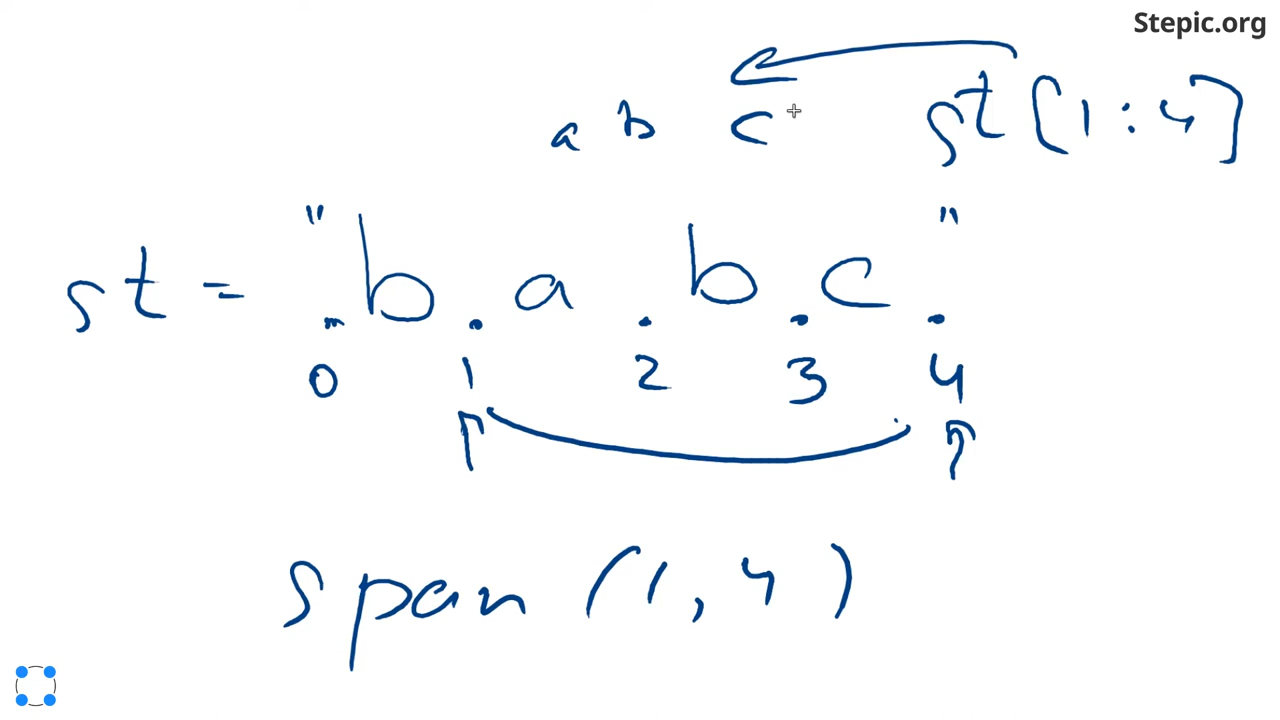 Stepic.org
a b c st[1:4]
st = "b.a.b.c."
0 1 2 3 4
span (1,4)